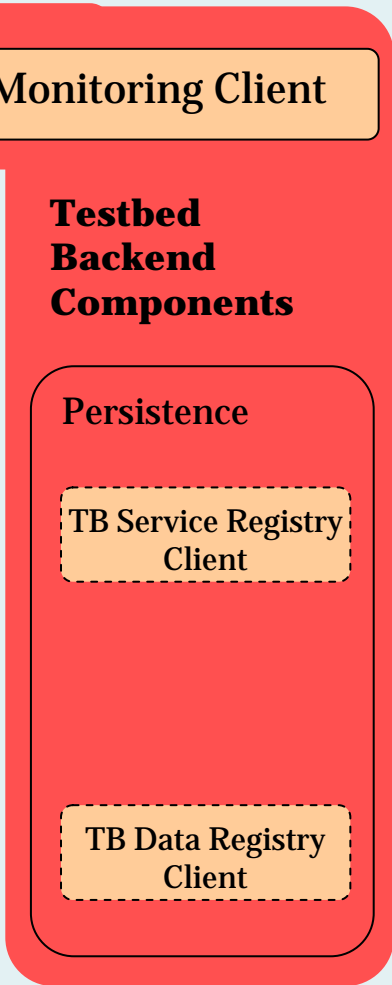 Monitoring Client
Testbed
Backend
Components
Persistence
TB Service Registry
Client
TB Data Registry
Client